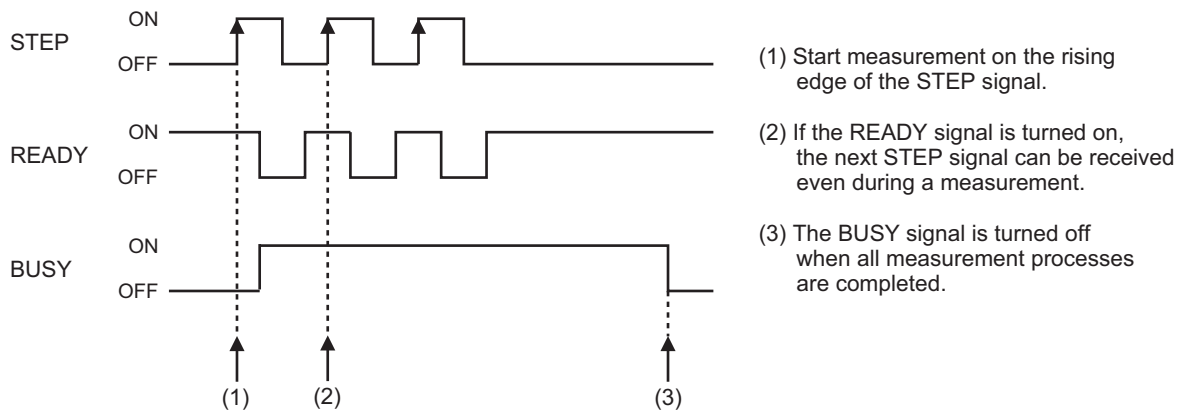 STEP
ON
OFF
READY
ON
OFF
BUSY
ON
OFF
(1)
(2)
(3)
(1) Start measurement on the rising
edge of the STEP signal.
(2) If the READY signal is turned on,
the next STEP signal can be received
even during a measurement.
(3) The BUSY signal is turned off
when all measurement processes
are completed.